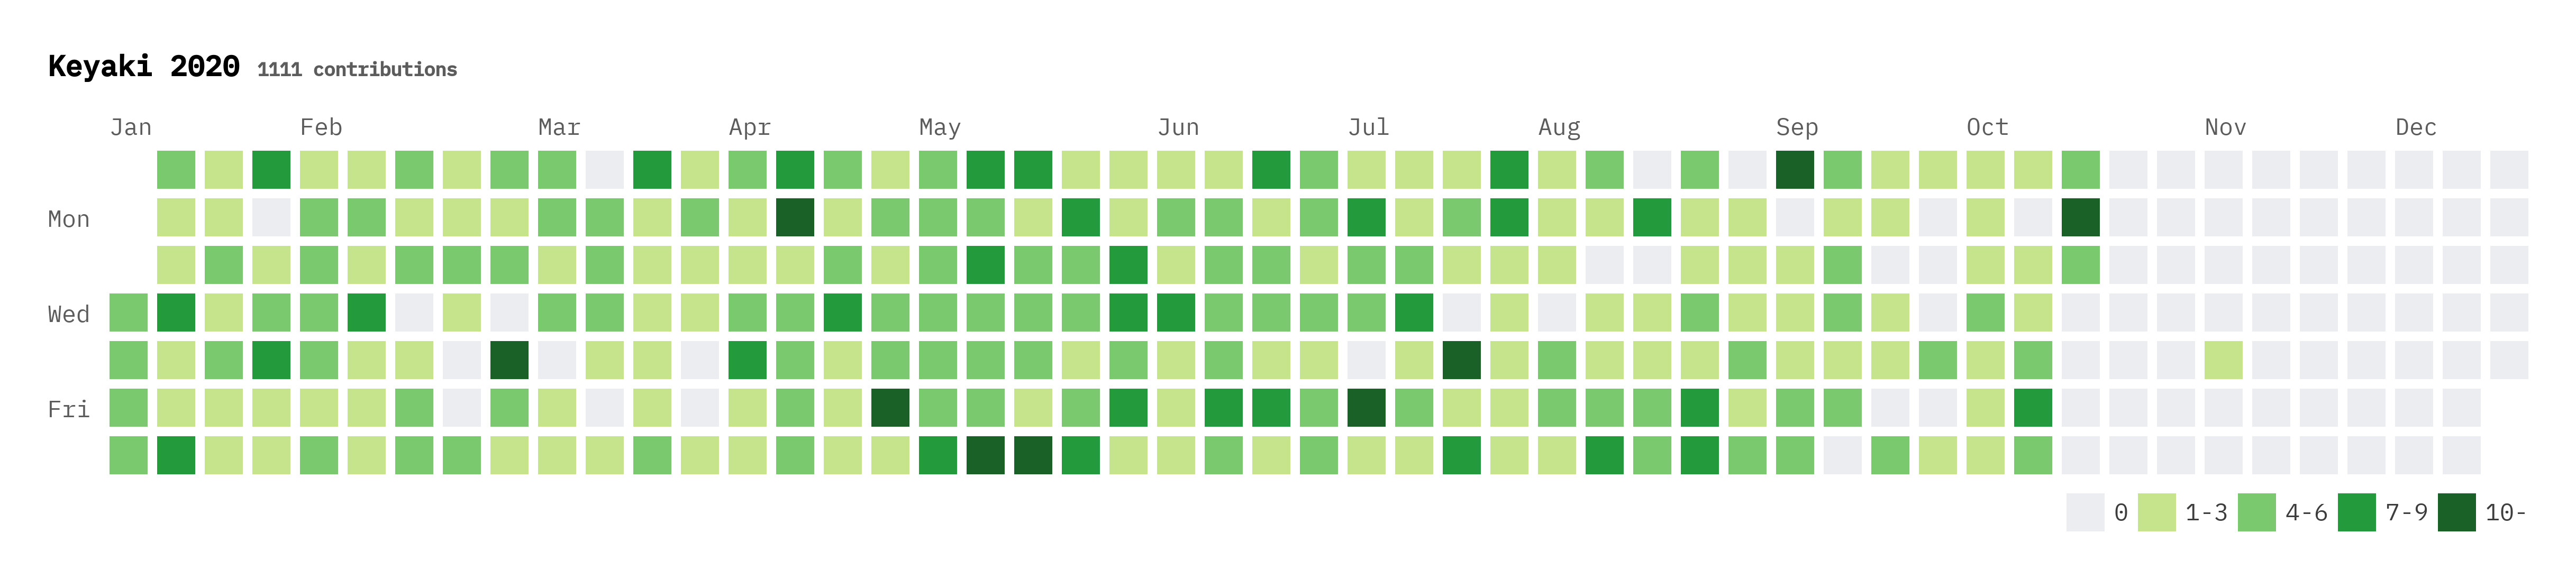 Keyaki 2020 1111 contributions
Jan Feb Mar Apr May Jun Jul Aug Sep Oct Nov Dec
Mon
Wed
Fri
0 1-3 4-6 7-9 10-